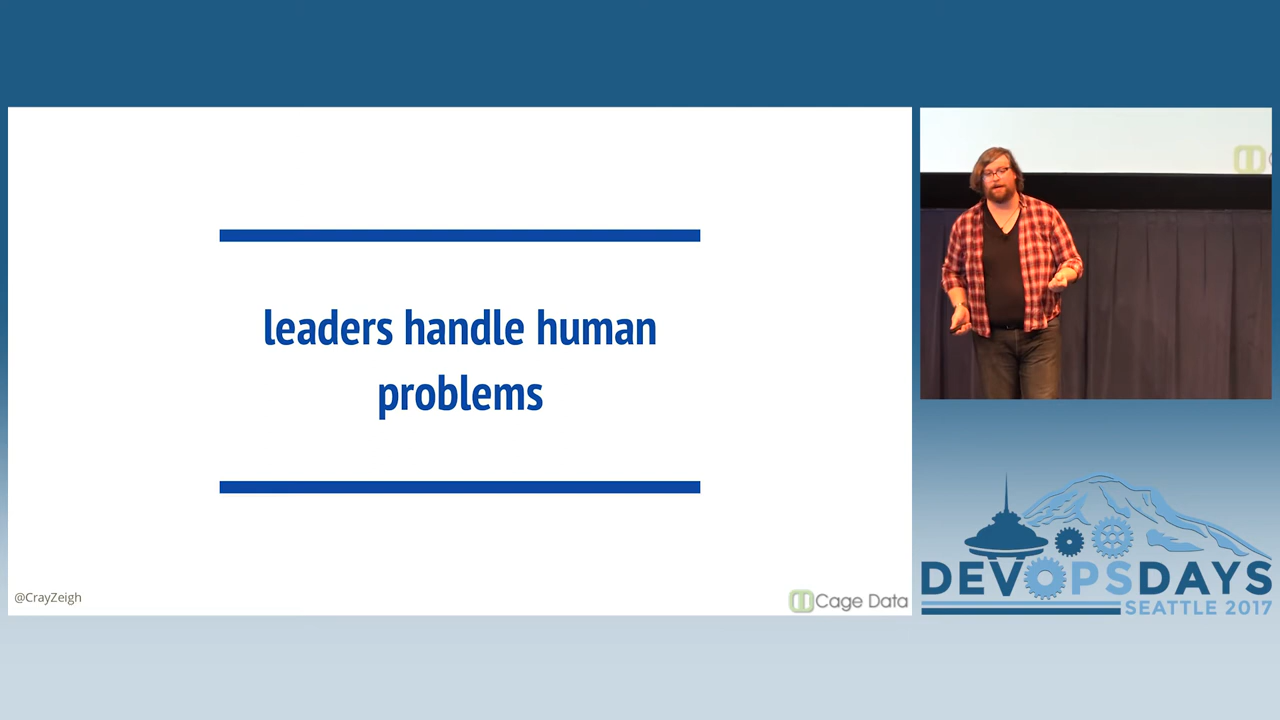 leaders handle human
problems
@CrayZeigh
Cage Data
DEVOPSDAYS
SEATTLE 2017